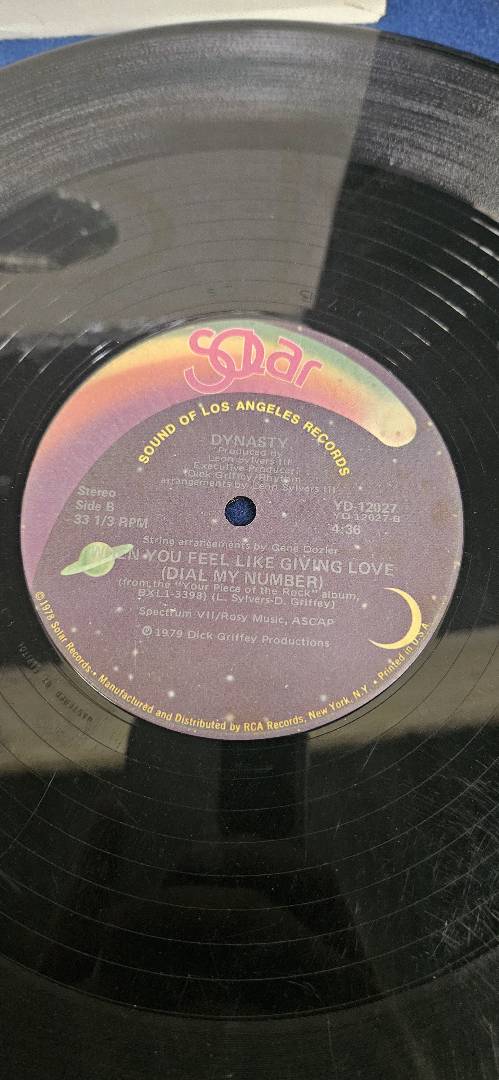 Solar
SOUND OF LOS ANGELES RECORDS
DYNASTY
Produced by
Leon Sylvers III
Executive Producer:
Dick Griffey/Rhythm
arrangements by Leon Sylvers III
Stereo
Side B
33 1/3 RPM
YD-12027
YD-12027-B
4:36
String arrangements by Gene Dozier
WHEN YOU FEEL LIKE GIVING LOVE
(DIAL MY NUMBER)
(from the "Your Piece of the Rock" album,
BXL1-3398) (L. Sylvers-D. Griffey)
Spectrum VII/Rosy Music, ASCAP
℗ 1979 Dick Griffey Productions
©1978 Solar Records • Manufactured and Distributed by RCA Records, New York, N.Y. • Printed in U.S.A.
MASTERED BY CAPITOL